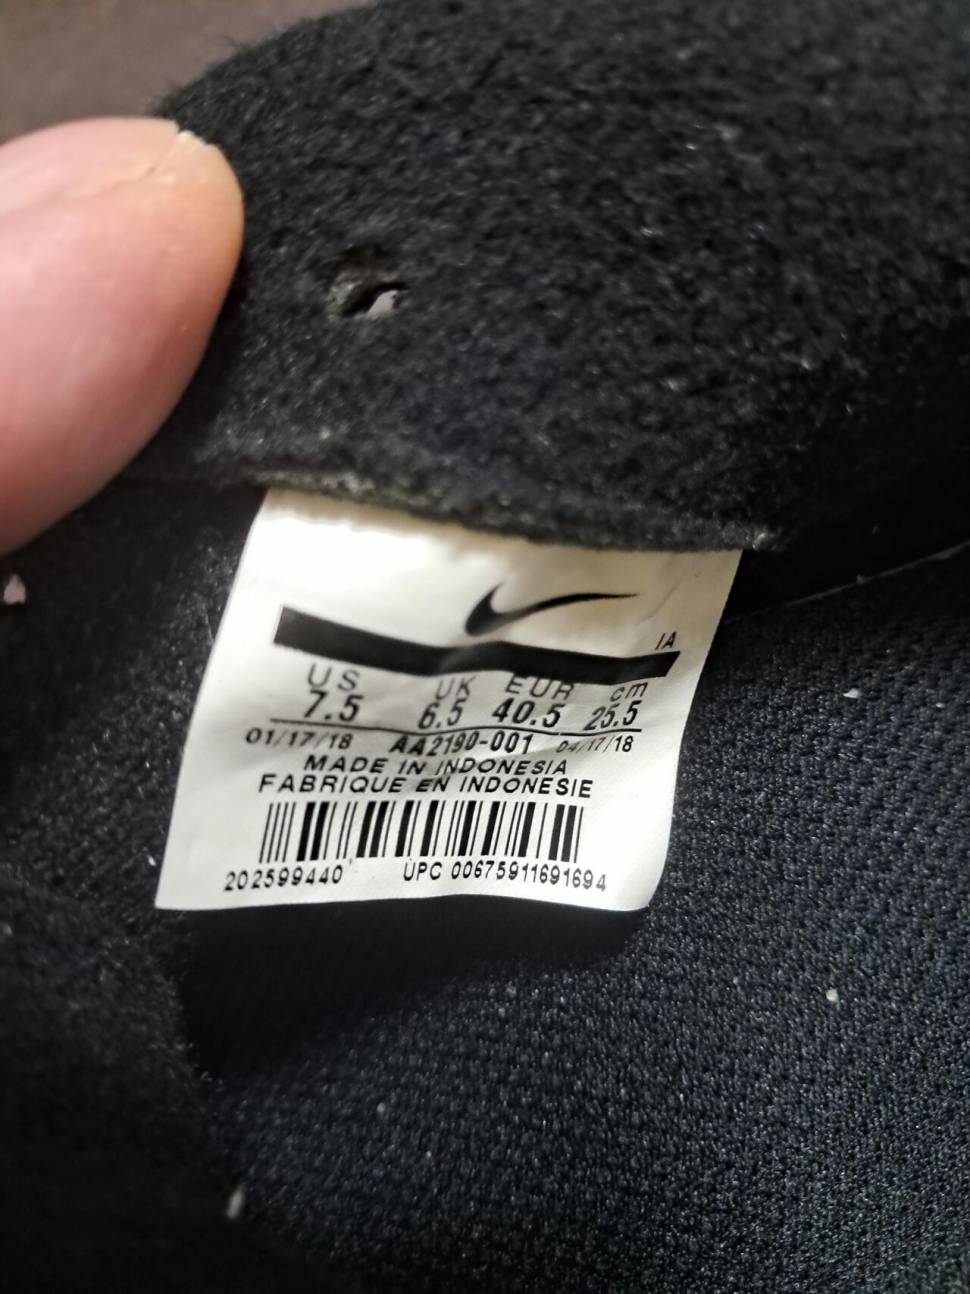 IA
US UK EUR cm
7.5 6.5 40.5 25.5
01/17/18 AA2190-001 04/17/18
MADE IN INDONESIA
FABRIQUE EN INDONESIE
202599440 UPC 00675911691694